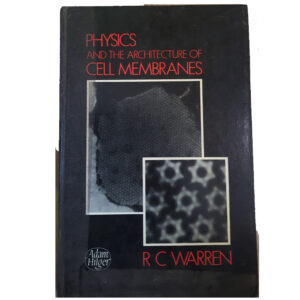 PHYSICS
AND THE ARCHITECTURE OF
CELL MEMBRANES
Adam
Hilger
R C WARREN